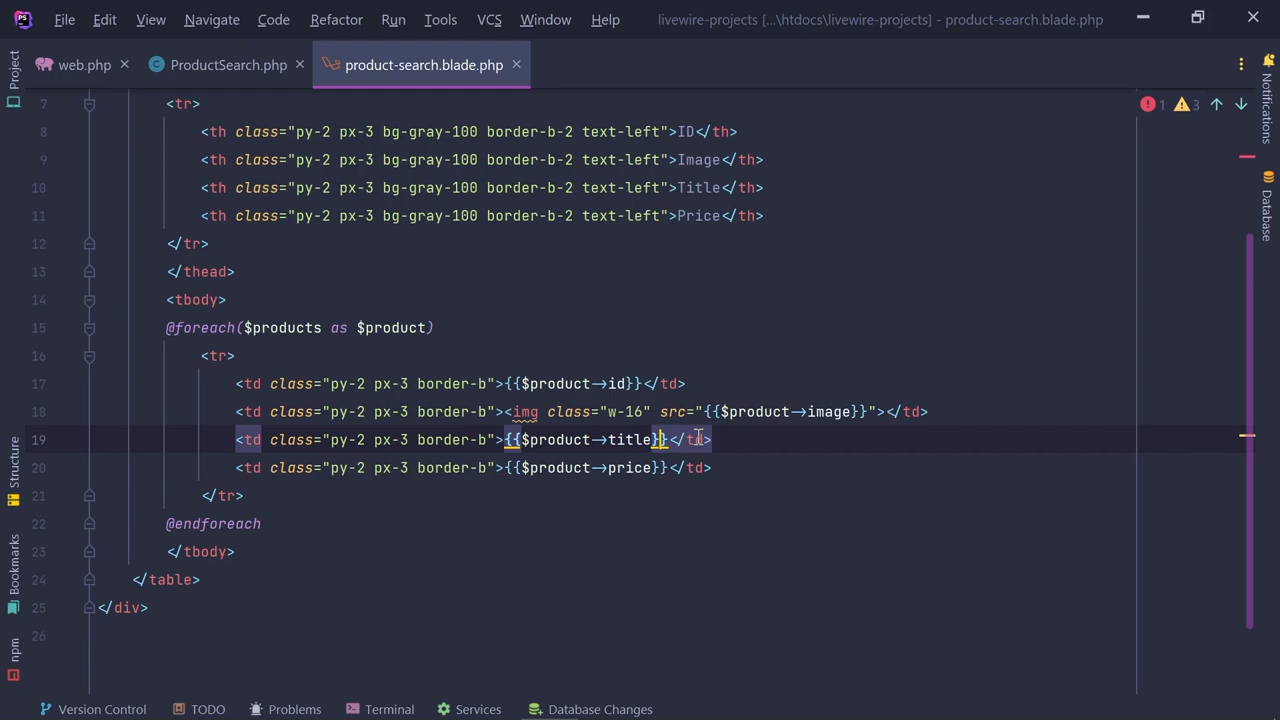 PS File Edit View Navigate Code Refactor Run Tools VCS Window Help livewire-projects [...\htdocs\livewire-projects] - product-search.blade.php
web.php ProductSearch.php product-search.blade.php
Project
Structure
Bookmarks
npm
Notifications
Database
1 3
7 <tr>
8 <th class="py-2 px-3 bg-gray-100 border-b-2 text-left">ID</th>
9 <th class="py-2 px-3 bg-gray-100 border-b-2 text-left">Image</th>
10 <th class="py-2 px-3 bg-gray-100 border-b-2 text-left">Title</th>
11 <th class="py-2 px-3 bg-gray-100 border-b-2 text-left">Price</th>
12 </tr>
13 </thead>
14 <tbody>
15 @foreach($products as $product)
16 <tr>
17 <td class="py-2 px-3 border-b">{{$product->id}}</td>
18 <td class="py-2 px-3 border-b"><img class="w-16" src="{{$product->image}}"></td>
19 <td class="py-2 px-3 border-b">{{$product->title}}</td>
20 <td class="py-2 px-3 border-b">{{$product->price}}</td>
21 </tr>
22 @endforeach
23 </tbody>
24 </table>
25 </div>
26
Version Control TODO Problems Terminal Services Database Changes